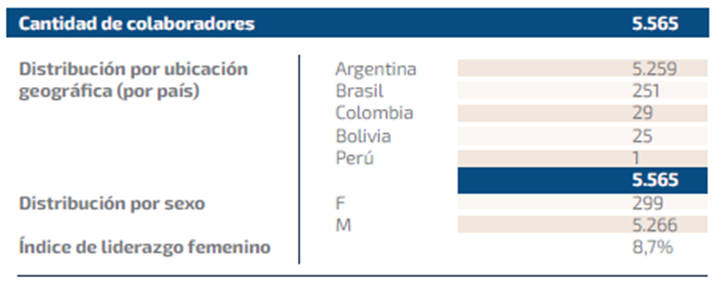 Cantidad de colaboradores 5.565
Distribución por ubicación Argentina 5.259
geográfica (por país) Brasil 251
Colombia 29
Bolivia 25
Perú 1
5.565
Distribución por sexo F 299
M 5.266
Índice de liderazgo femenino 8,7%